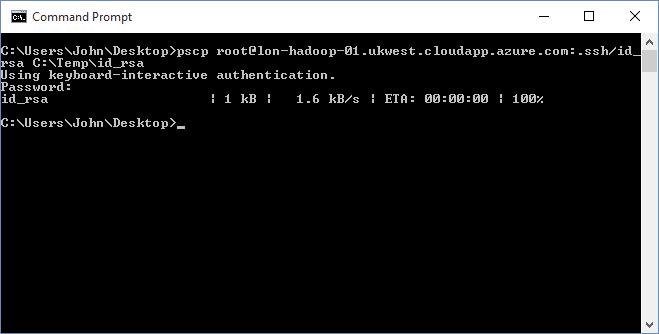 Command Prompt
C:\Users\John\Desktop>pscp root@lon-hadoop-01.ukwest.cloudapp.azure.com:.ssh/id_
rsa C:\Temp\id_rsa
Using keyboard-interactive authentication.
Password:
id_rsa                    | 1 kB |   1.6 kB/s | ETA: 00:00:00 | 100%
C:\Users\John\Desktop>_